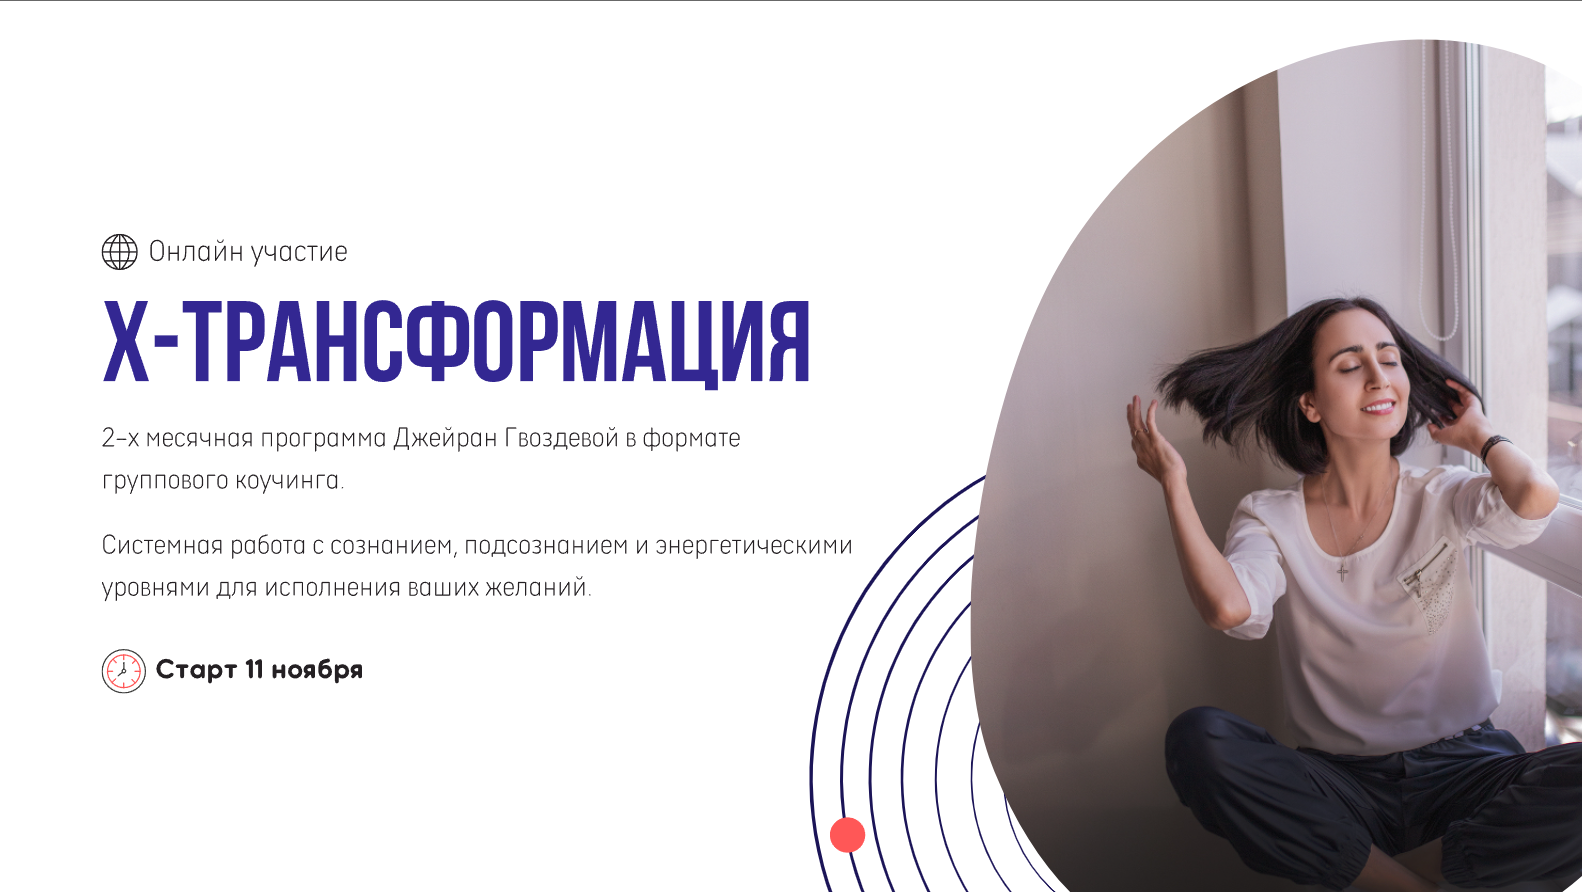 Онлайн участие
Х-ТРАНСФОРМАЦИЯ
2-х месячная программа Джейран Гвоздевой в формате
группового коучинга.
Системная работа с сознанием, подсознанием и энергетическими
уровнями для исполнения ваших желаний.
Старт 11 ноября